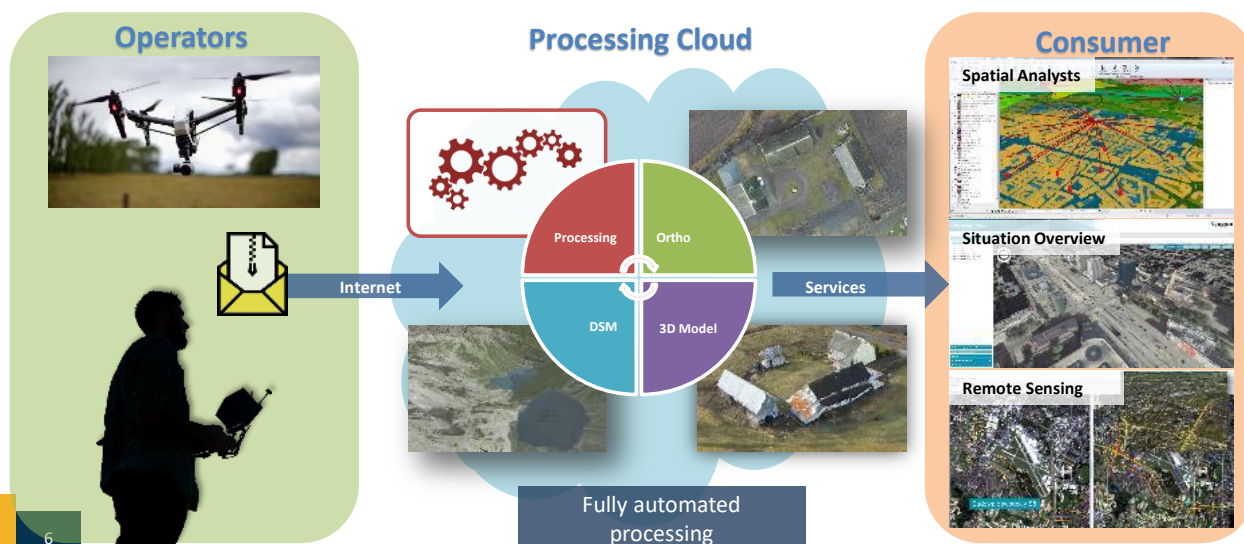 Operators
Processing Cloud
Consumer
Spatial Analysts
Processing
Ortho
Situation Overview
Internet
Services
DSM
3D Model
Remote Sensing
Fully automated
processing
6